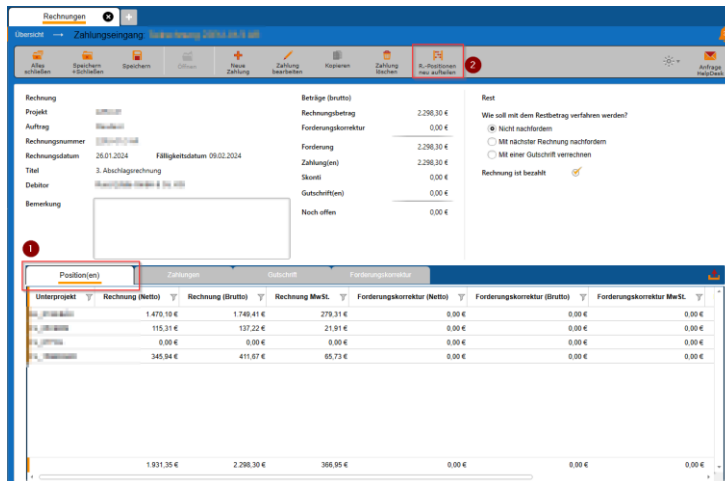 Rechnungen
Übersicht → Zahlungseingang:
Alles schließen
Speichern +Schließen
Speichern
Öffnen
Neue Zahlung
Zahlung bearbeiten
Kopieren
Zahlung löschen
R.-Positionen neu aufteilen
2
Anfrage HelpDesk
Rechnung
Projekt
Auftrag
Rechnungsnummer
Rechnungsdatum 26.01.2024 Fälligkeitsdatum 09.02.2024
Titel 3. Abschlagsrechnung
Debitor
Bemerkung
Beträge (brutto)
Rechnungsbetrag 2.298,30 €
Forderungskorrektur 0,00 €
Forderung 2.298,30 €
Zahlung(en) 2.298,30 €
Skonti 0,00 €
Gutschrift(en) 0,00 €
Noch offen 0,00 €
Rest
Wie soll mit dem Restbetrag verfahren werden?
Nicht nachfordern
Mit nächster Rechnung nachfordern
Mit einer Gutschrift verrechnen
Rechnung ist bezahlt
1
Position(en) Zahlungen Gutschrift Forderungskorrektur
Unterprojekt Rechnung (Netto) Rechnung (Brutto) Rechnung MwSt. Forderungskorrektur (Netto) Forderungskorrektur (Brutto) Forderungskorrektur MwSt.
1.470,10 € 1.749,41 € 279,31 € 0,00 € 0,00 € 0,00 €
115,31 € 137,22 € 21,91 € 0,00 € 0,00 € 0,00 €
0,00 € 0,00 € 0,00 € 0,00 € 0,00 € 0,00 €
345,94 € 411,67 € 65,73 € 0,00 € 0,00 € 0,00 €
1.931,35 € 2.298,30 € 366,95 € 0,00 € 0,00 € 0,00 €